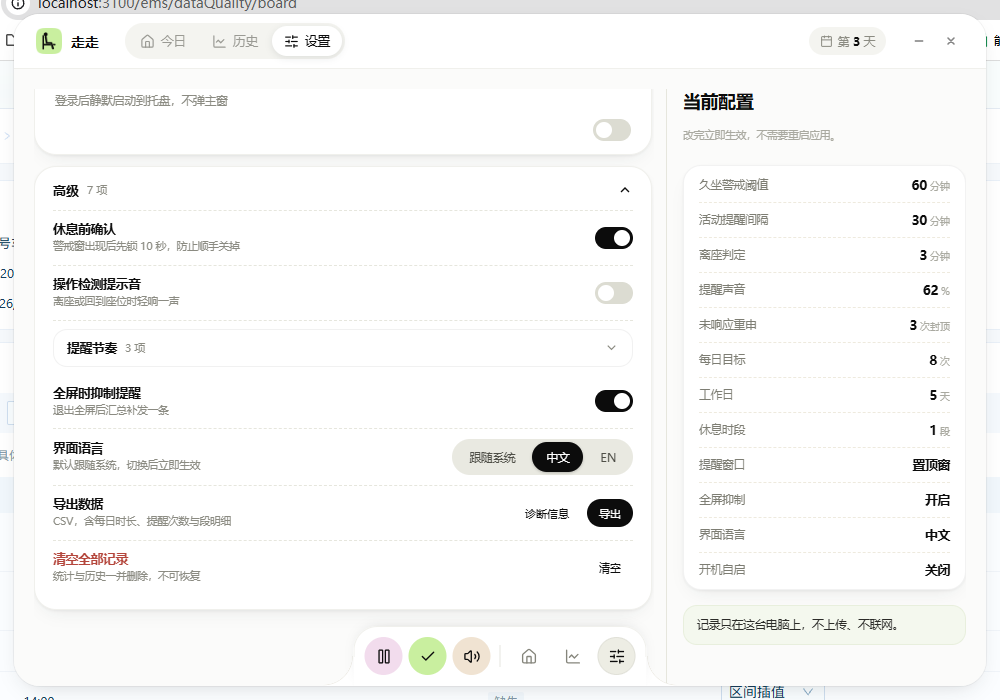 localhost:3100/ems/dataQuality/board
走走
今日
历史
设置
第 3 天
登录后静默启动到托盘，不弹主窗
高级 7 项
休息前确认
警戒窗出现后先锁 10 秒，防止顺手关掉
操作检测提示音
离座或回到座位时轻响一声
提醒节奏 3 项
全屏时抑制提醒
退出全屏后汇总补发一条
界面语言
默认跟随系统，切换后立即生效
跟随系统 中文 EN
导出数据
CSV，含每日时长、提醒次数与段明细
诊断信息 导出
清空全部记录
统计与历史一并删除，不可恢复
清空
当前配置
改完立即生效，不需要重启应用。
久坐警戒阈值 60 分钟
活动提醒间隔 30 分钟
离座判定 3 分钟
提醒声音 62 %
未响应重申 3 次封顶
每日目标 8 次
工作日 5 天
休息时段 1 段
提醒窗口 置顶窗
全屏抑制 开启
界面语言 中文
开机自启 关闭
记录只在这台电脑上，不上传、不联网。
区间插值